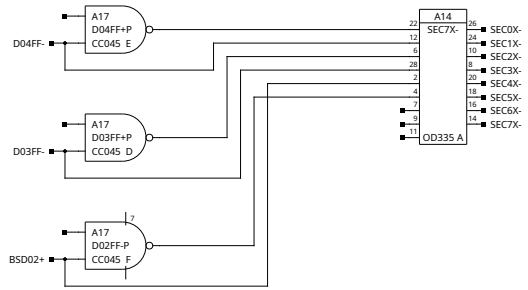 A17
D04FF+P
CC045 E
D04FF-
A17
D03FF+P
CC045 D
D03FF-
7
A17
D02FF-P
CC045 F
BSD02+
A14
SEC7X-
OD335 A
22
12
6
28
2
4
7
9
11
26 SEC0X-
24 SEC1X-
10 SEC2X-
8 SEC3X-
20 SEC4X-
18 SEC5X-
16 SEC6X-
14 SEC7X-